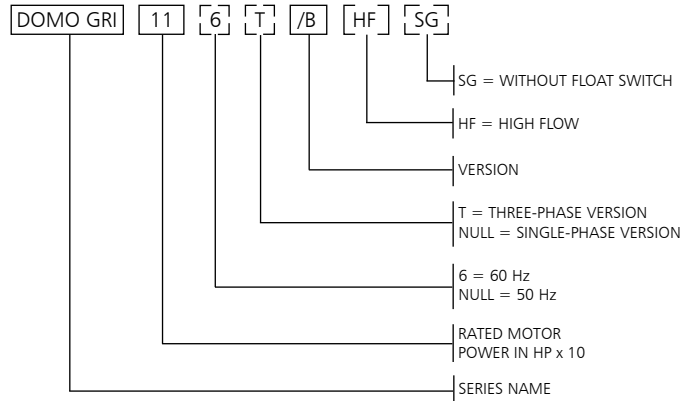 DOMO GRI 11 6 T /B HF SG
SG = WITHOUT FLOAT SWITCH
HF = HIGH FLOW
VERSION
T = THREE-PHASE VERSION
NULL = SINGLE-PHASE VERSION
6 = 60 Hz
NULL = 50 Hz
RATED MOTOR
POWER IN HP x 10
SERIES NAME